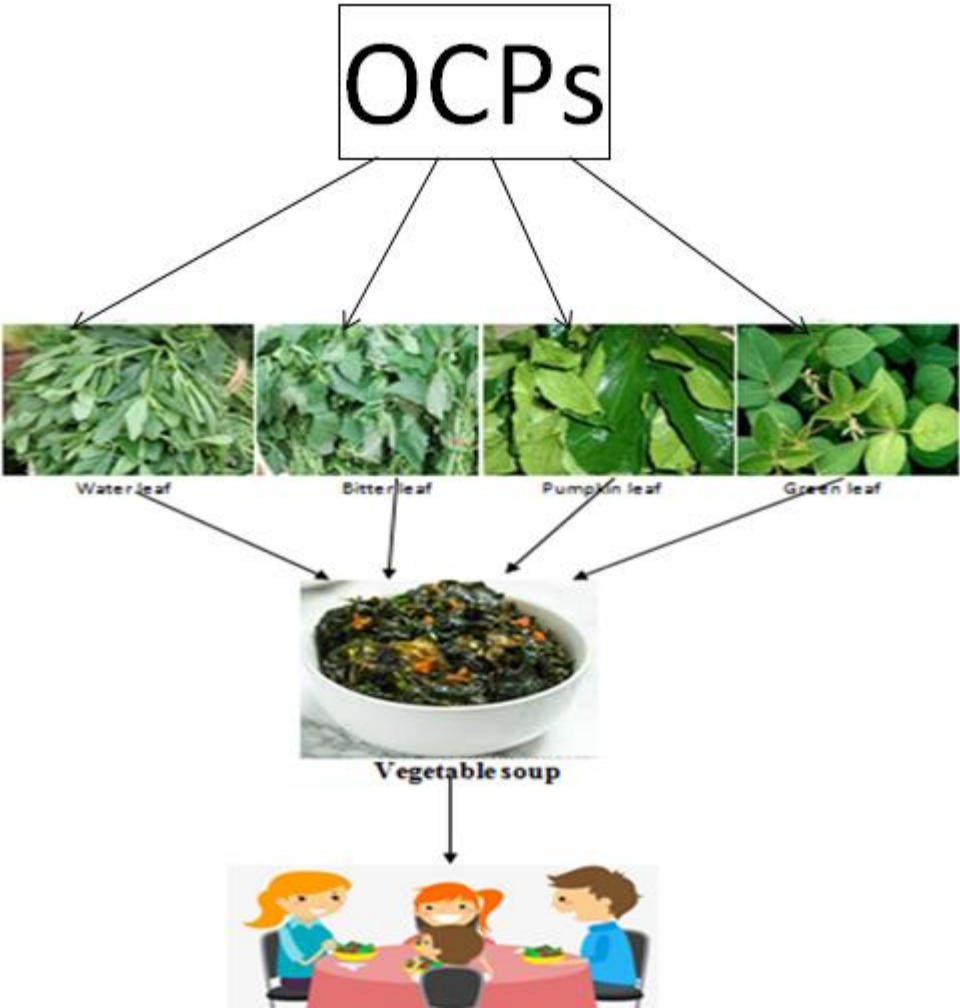 OCPs
Water leaf
Bitter leaf
Pumpkin leaf
Green leaf
Vegetable soup